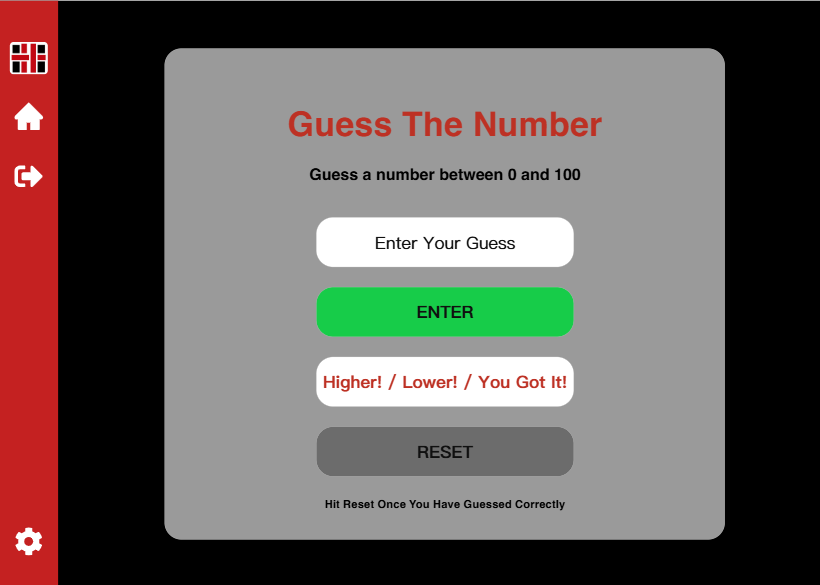 Guess The Number
Guess a number between 0 and 100
Enter Your Guess
ENTER
Higher! / Lower! / You Got It!
RESET
Hit Reset Once You Have Guessed Correctly